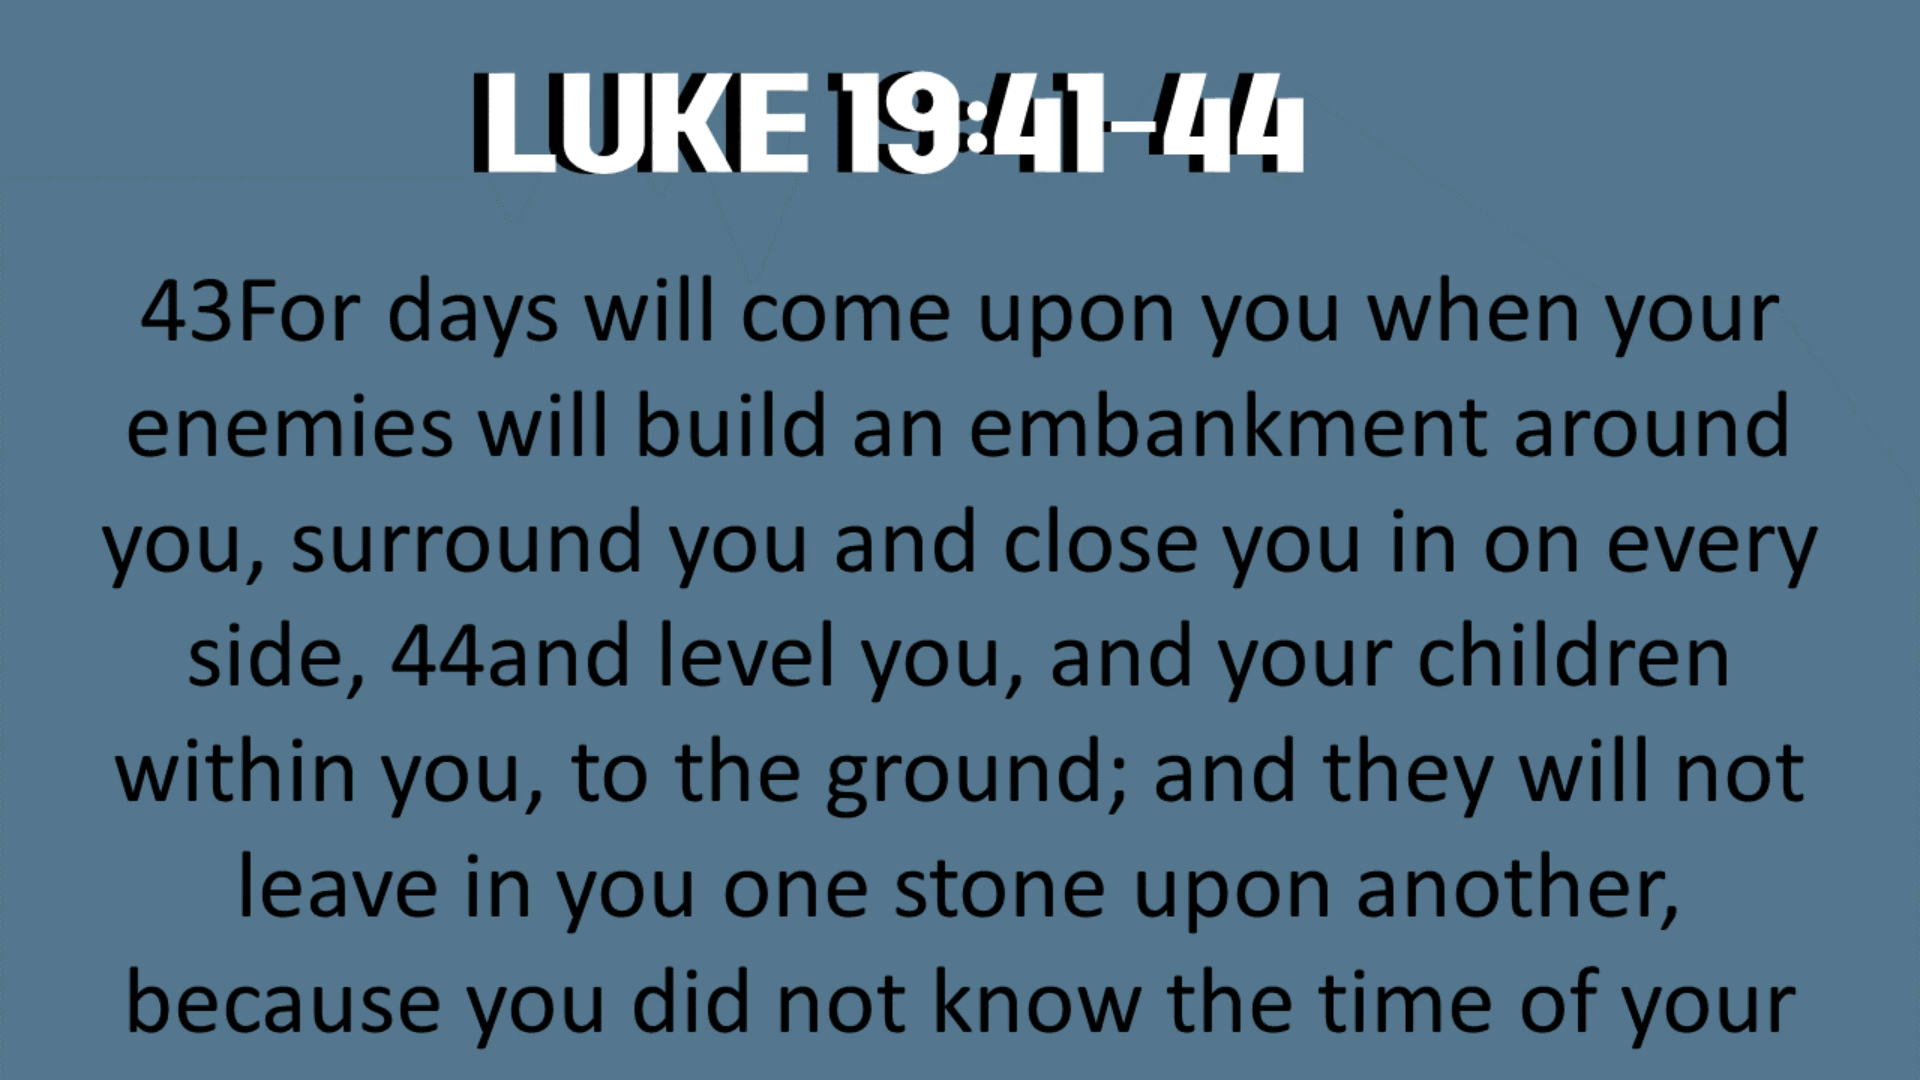 LUKE 19:41-44
43For days will come upon you when your
enemies will build an embankment around
you, surround you and close you in on every
side, 44and level you, and your children
within you, to the ground; and they will not
leave in you one stone upon another,
because you did not know the time of your